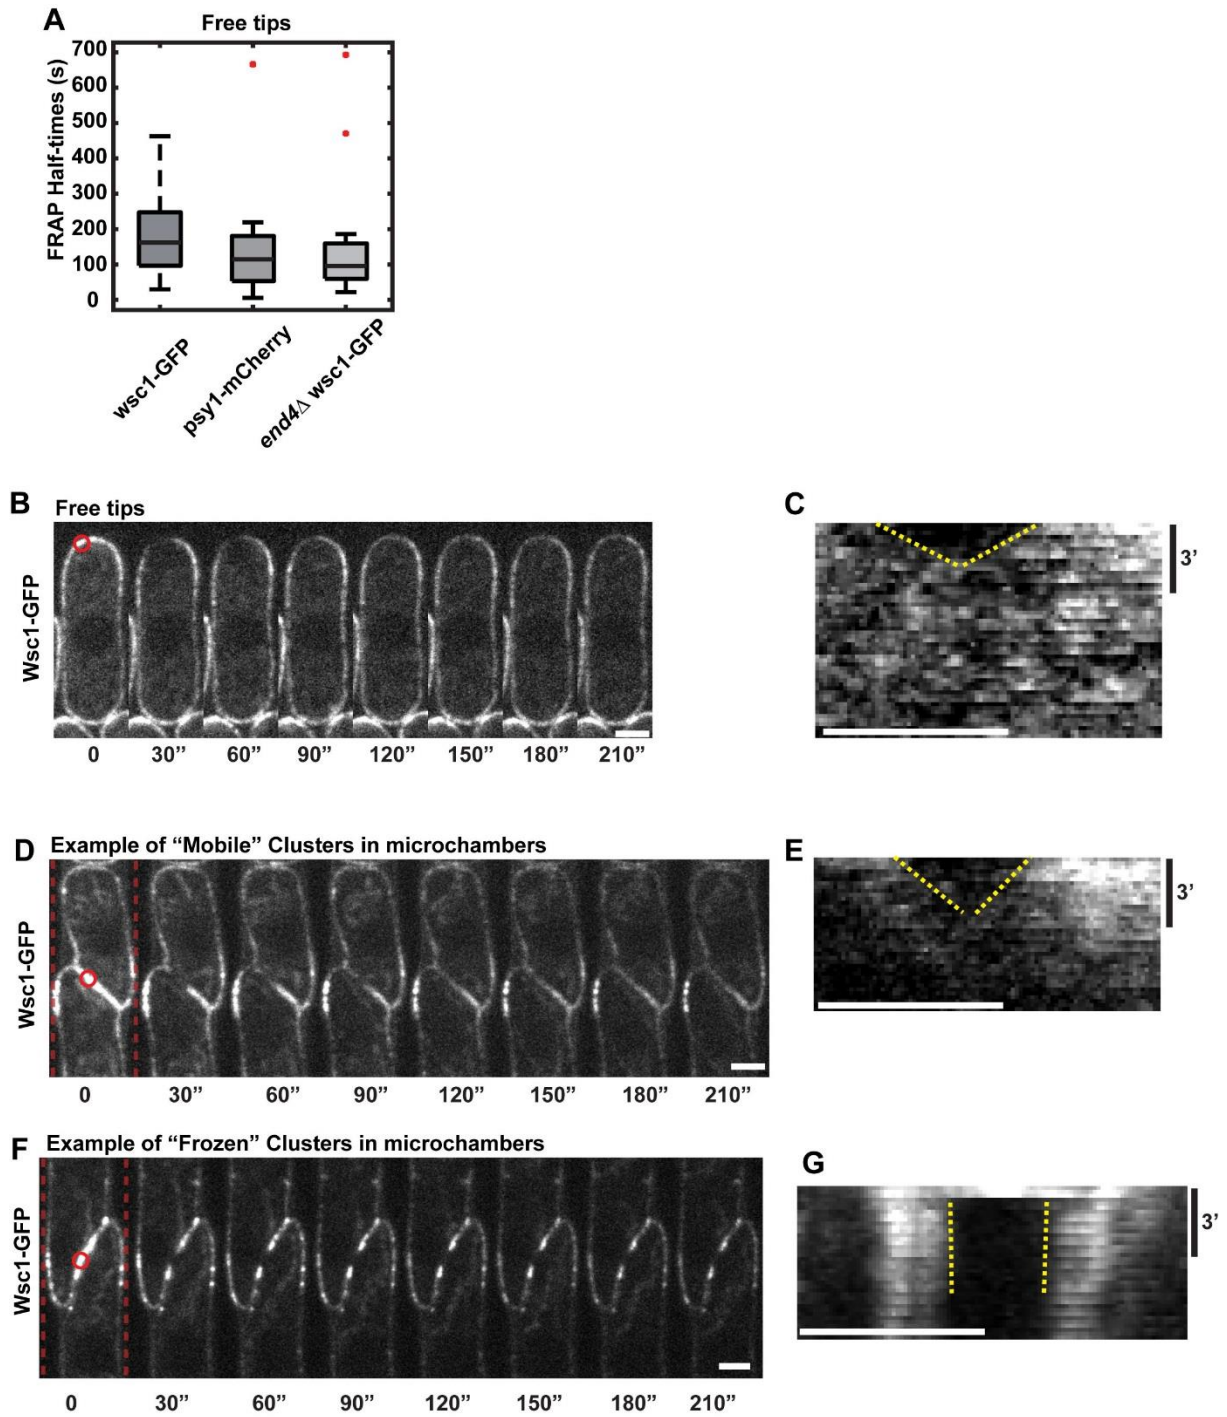 A
Free tips
FRAP Half-times (s)
700
600
500
400
300
200
100
0
wsc1-GFP
psy1-mCherry
end4Δ wsc1-GFP
B
Free tips
Wsc1-GFP
0 30” 60” 90” 120” 150” 180” 210”
C
3’
D
Example of “Mobile” Clusters in microchambers
Wsc1-GFP
0 30” 60” 90” 120” 150” 180” 210”
E
3’
F
Example of “Frozen” Clusters in microchambers
Wsc1-GFP
0 30” 60” 90” 120” 150” 180” 210”
G
3’